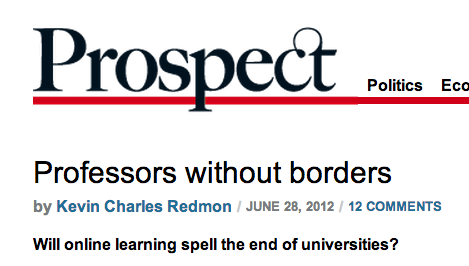 Prospect
Politics Eco
Professors without borders
by Kevin Charles Redmon / JUNE 28, 2012 / 12 COMMENTS
Will online learning spell the end of universities?